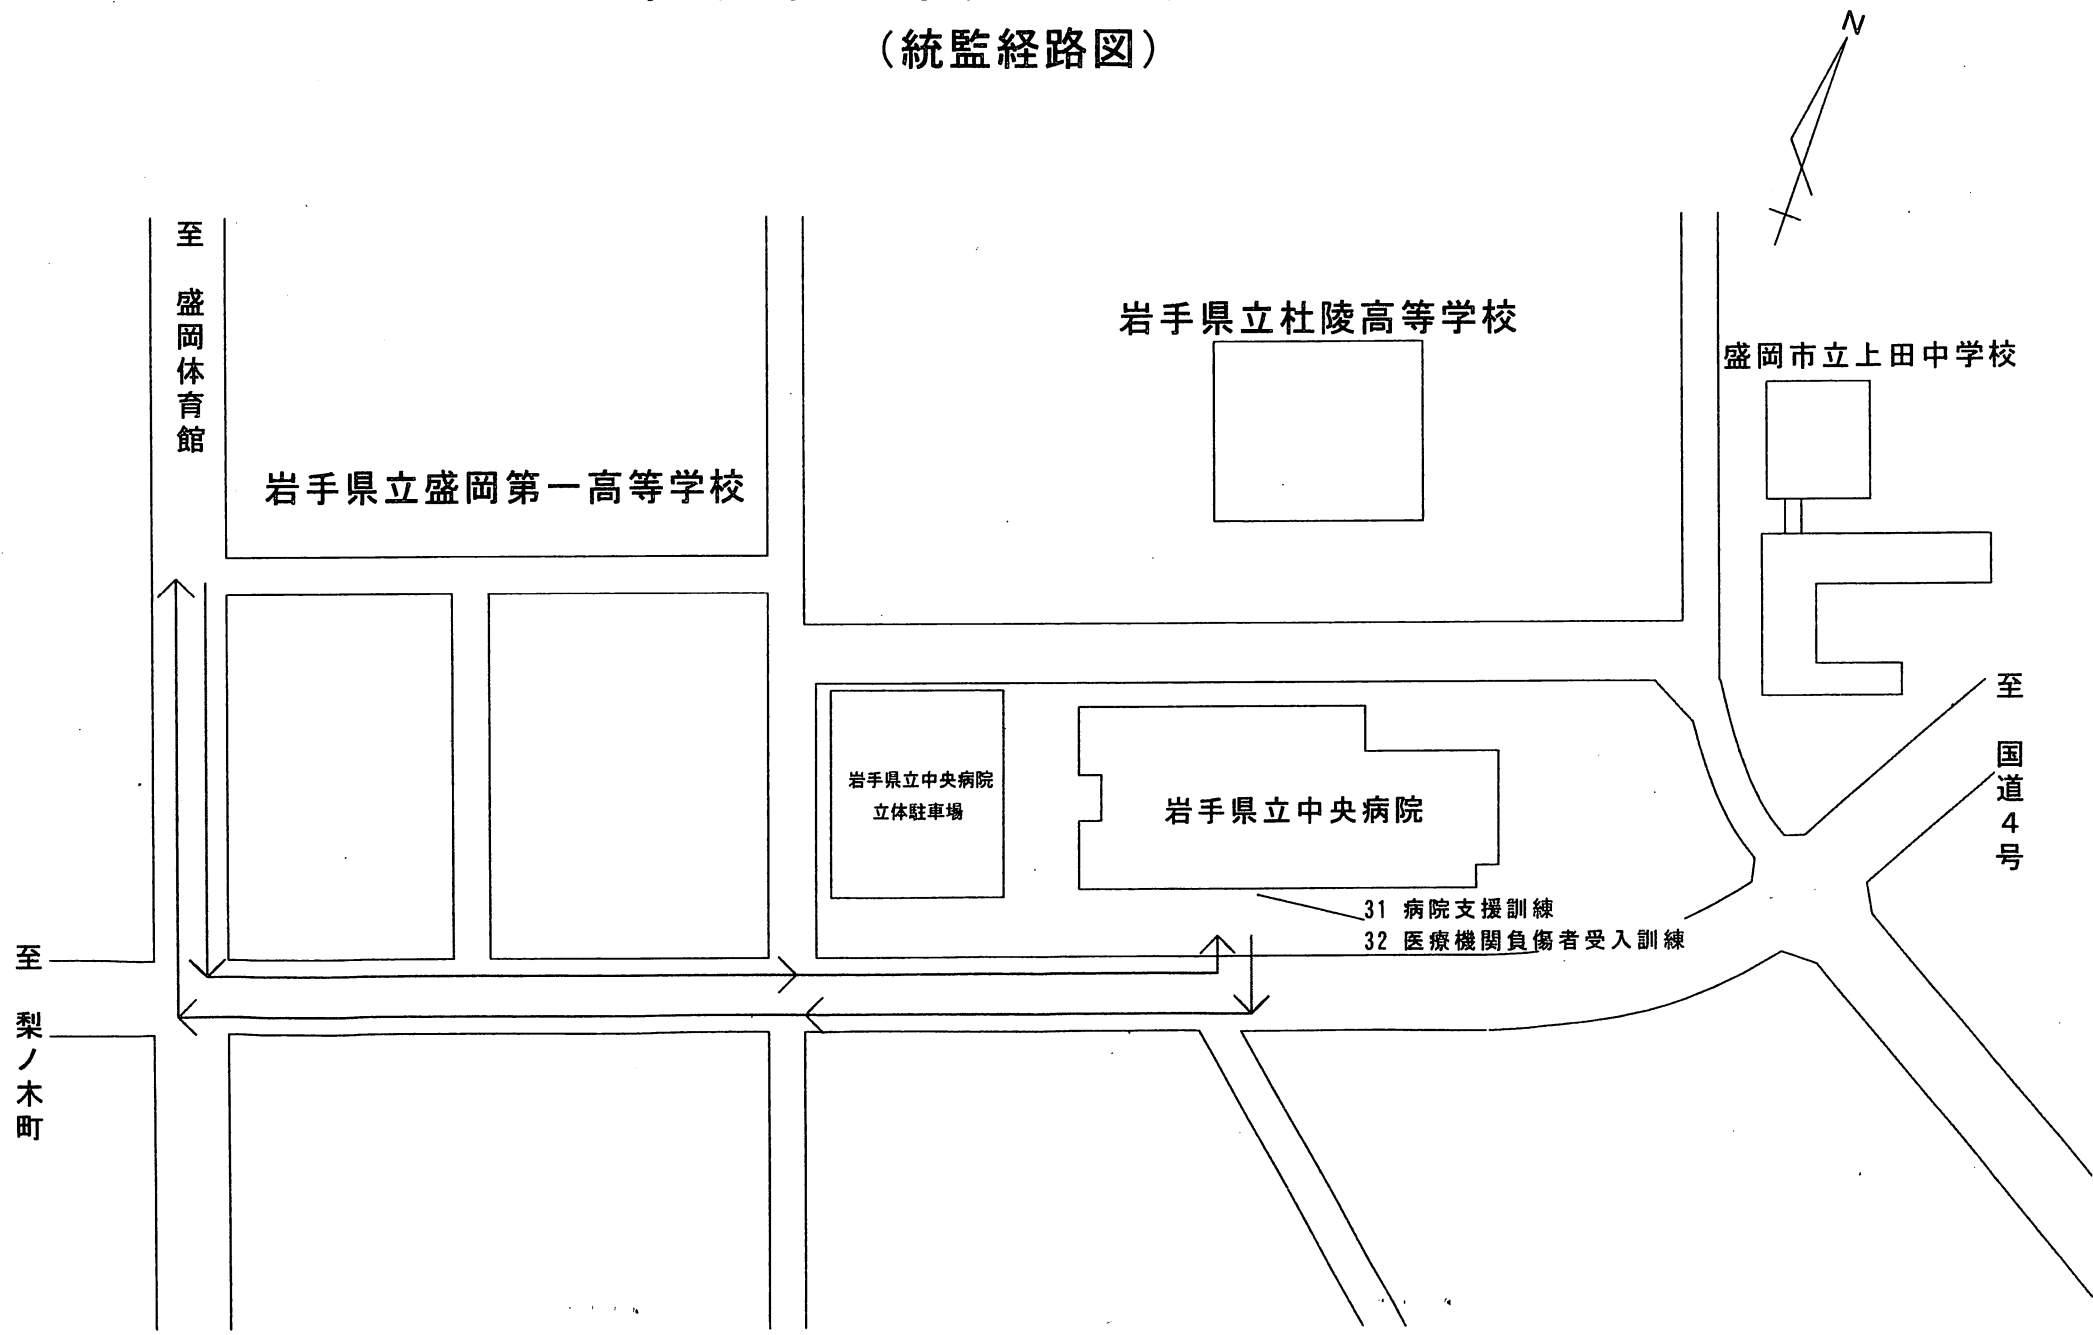 （統監経路図）
N
至 盛岡体育館
岩手県立杜陵高等学校
盛岡市立上田中学校
岩手県立盛岡第一高等学校
至 国道４号
岩手県立中央病院
立体駐車場
岩手県立中央病院
31 病院支援訓練
32 医療機関負傷者受入訓練
至 梨ノ木町